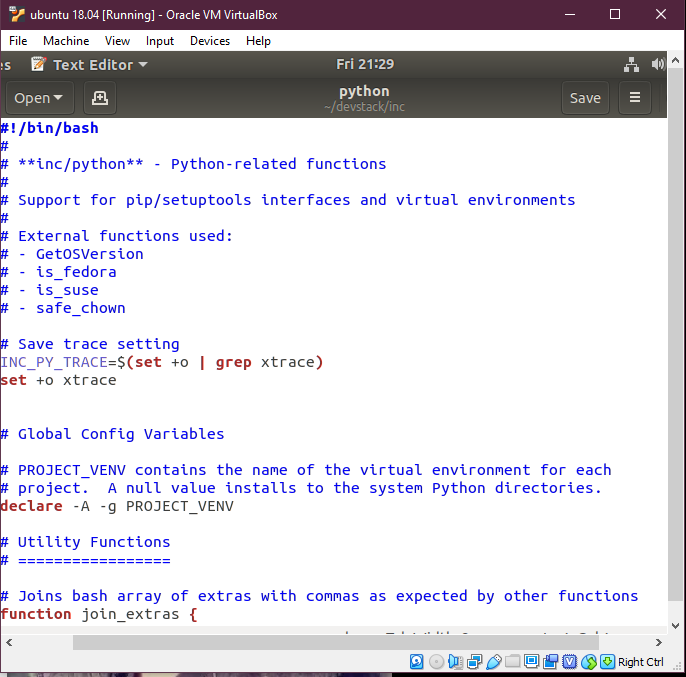 ubuntu 18.04 [Running] - Oracle VM VirtualBox
File Machine View Input Devices Help
es Text Editor Fri 21:29
Open python Save
~/devstack/inc
#!/bin/bash
#
# **inc/python** - Python-related functions
#
# Support for pip/setuptools interfaces and virtual environments
#
# External functions used:
# - GetOSVersion
# - is_fedora
# - is_suse
# - safe_chown
# Save trace setting
INC_PY_TRACE=$(set +o | grep xtrace)
set +o xtrace
# Global Config Variables
# PROJECT_VENV contains the name of the virtual environment for each
# project.  A null value installs to the system Python directories.
declare -A -g PROJECT_VENV
# Utility Functions
# =================
# Joins bash array of extras with commas as expected by other functions
function join_extras {
Right Ctrl